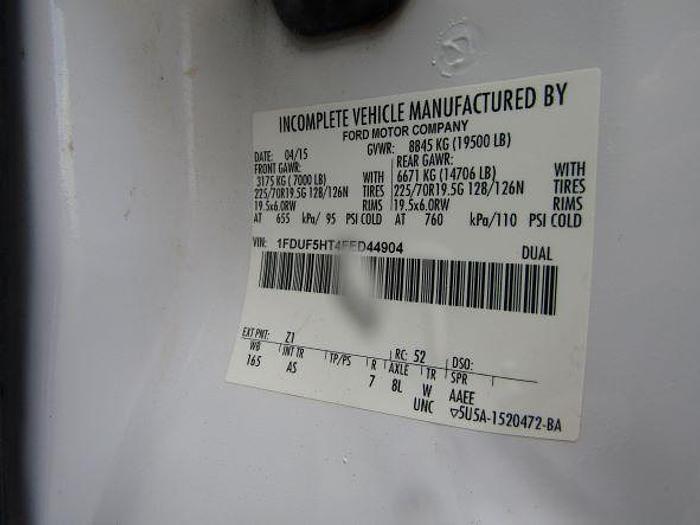 INCOMPLETE VEHICLE MANUFACTURED BY
FORD MOTOR COMPANY
DATE: 04/15 GVWR: 8845 KG (19500 LB)
FRONT GAWR: REAR GAWR:
3175 KG (7000 LB) WITH 6671 KG (14706 LB) WITH
225/70R19.5G 128/126N TIRES 225/70R19.5G 128/126N TIRES
19.5x6.0RW RIMS 19.5x6.0RW RIMS
AT 655 kPa/ 95 PSI COLD AT 760 kPa/110 PSI COLD
VIN: 1FDUF5HT4FED44904 DUAL
EXT PNT: Z1 RC: 52 DSO:
WB INT TR TP/PS R AXLE TR SPR
165 AS 7 8L W AAEE
UNC ▽5U5A-1520472-BA